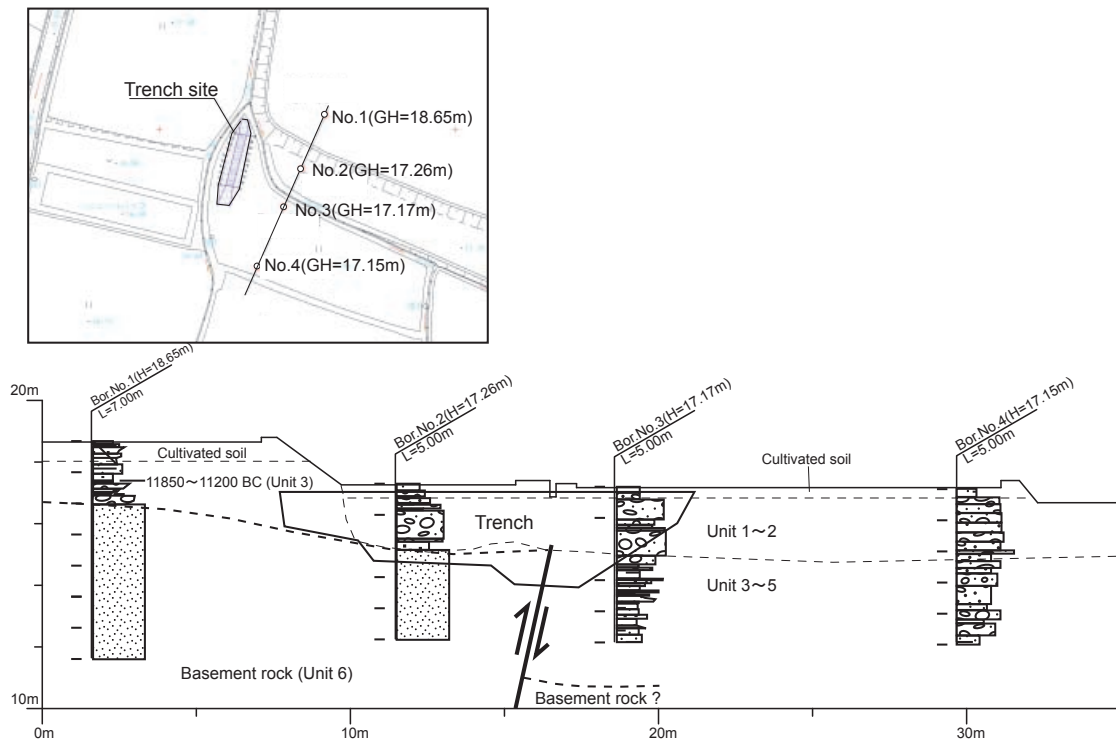 Trench site
No.1(GH=18.65m)
No.2(GH=17.26m)
No.3(GH=17.17m)
No.4(GH=17.15m)
Bor.No.1(H=18.65m)
L=7.00m
Bor.No.2(H=17.26m)
L=5.00m
Bor.No.3(H=17.17m)
L=5.00m
Bor.No.4(H=17.15m)
L=5.00m
20m
Cultivated soil
Cultivated soil
11850～11200 BC (Unit 3)
Trench
Unit 1～2
Unit 3～5
Basement rock (Unit 6)
Basement rock ?
10m
0m
10m
20m
30m